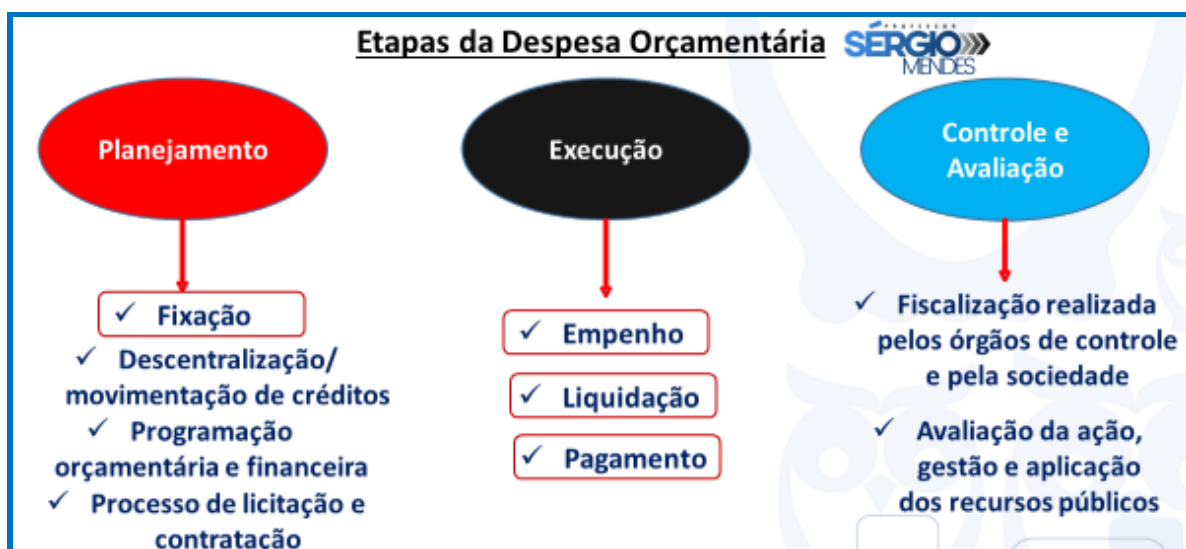 Etapas da Despesa Orçamentária
PROFESSOR
SÉRGIO
MENDES
Planejamento
✓ Fixação
✓ Descentralização/
movimentação de créditos
✓ Programação
orçamentária e financeira
✓ Processo de licitação e
contratação
Execução
✓ Empenho
✓ Liquidação
✓ Pagamento
Controle e
Avaliação
✓ Fiscalização realizada
pelos órgãos de controle
e pela sociedade
✓ Avaliação da ação,
gestão e aplicação
dos recursos públicos